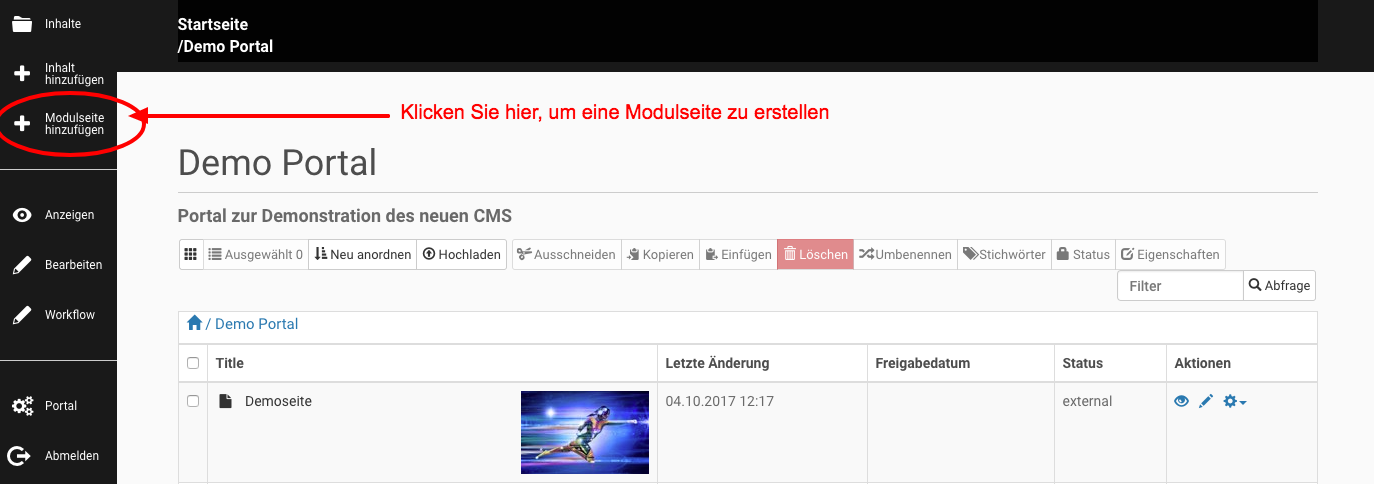 Inhalte
Inhalt
hinzufügen
Modulseite
hinzufügen
Anzeigen
Bearbeiten
Workflow
Portal
Abmelden
Startseite
/Demo Portal
Klicken Sie hier, um eine Modulseite zu erstellen
Demo Portal
Portal zur Demonstration des neuen CMS
Ausgewählt 0 Neu anordnen Hochladen Ausschneiden Kopieren Einfügen Löschen Umbenennen Stichwörter Status Eigenschaften
Filter Abfrage
/ Demo Portal
Title Letzte Änderung Freigabedatum Status Aktionen
Demoseite 04.10.2017 12:17 external